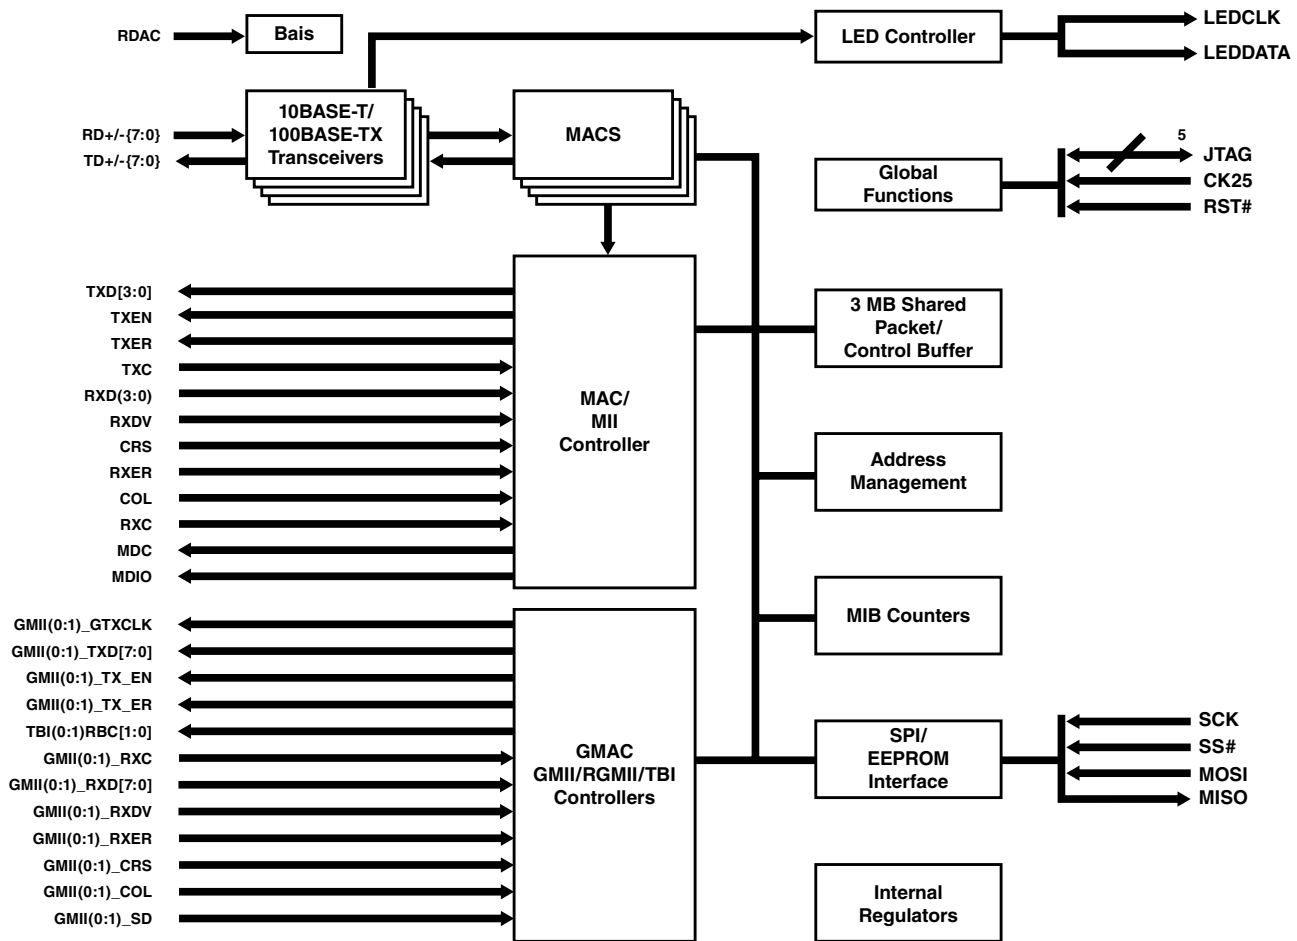 RDAC
Bais
LED Controller
LEDCLK
LEDDATA
RD+/-{7:0}
TD+/-{7:0}
10BASE-T/
100BASE-TX
Transceivers
MACS
Global
Functions
5
JTAG
CK25
RST#
TXD[3:0]
TXEN
TXER
TXC
RXD(3:0)
RXDV
CRS
RXER
COL
RXC
MDC
MDIO
MAC/
MII
Controller
3 MB Shared
Packet/
Control Buffer
Address
Management
MIB Counters
GMII(0:1)_GTXCLK
GMII(0:1)_TXD[7:0]
GMII(0:1)_TX_EN
GMII(0:1)_TX_ER
TBI(0:1)RBC[1:0]
GMII(0:1)_RXC
GMII(0:1)_RXD[7:0]
GMII(0:1)_RXDV
GMII(0:1)_RXER
GMII(0:1)_CRS
GMII(0:1)_COL
GMII(0:1)_SD
GMAC
GMII/RGMII/TBI
Controllers
SPI/
EEPROM
Interface
SCK
SS#
MOSI
MISO
Internal
Regulators